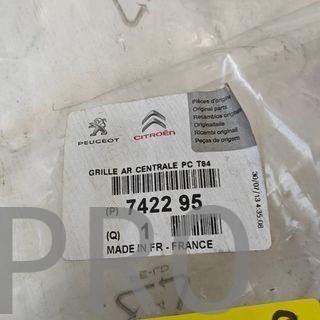 PEUGEOT
CITROËN
Pièces d'origine
Original parts
Recambios originales
Originalteile
Ricambi originali
Peças de origem
GRILLE AR CENTRALE PC T84
(P) 7422 95
(Q) 1
MADE IN FR - FRANCE
30/07/13 4:35:08
PRO